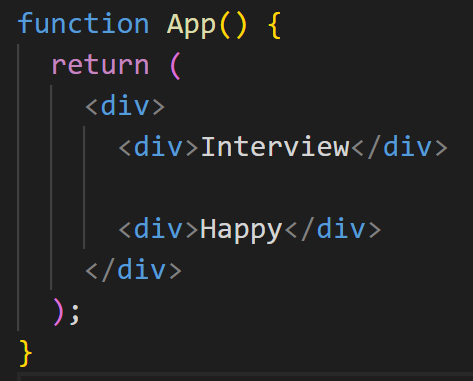 function App() {
return (
<div>
<div>Interview</div>
<div>Happy</div>
</div>
);
}